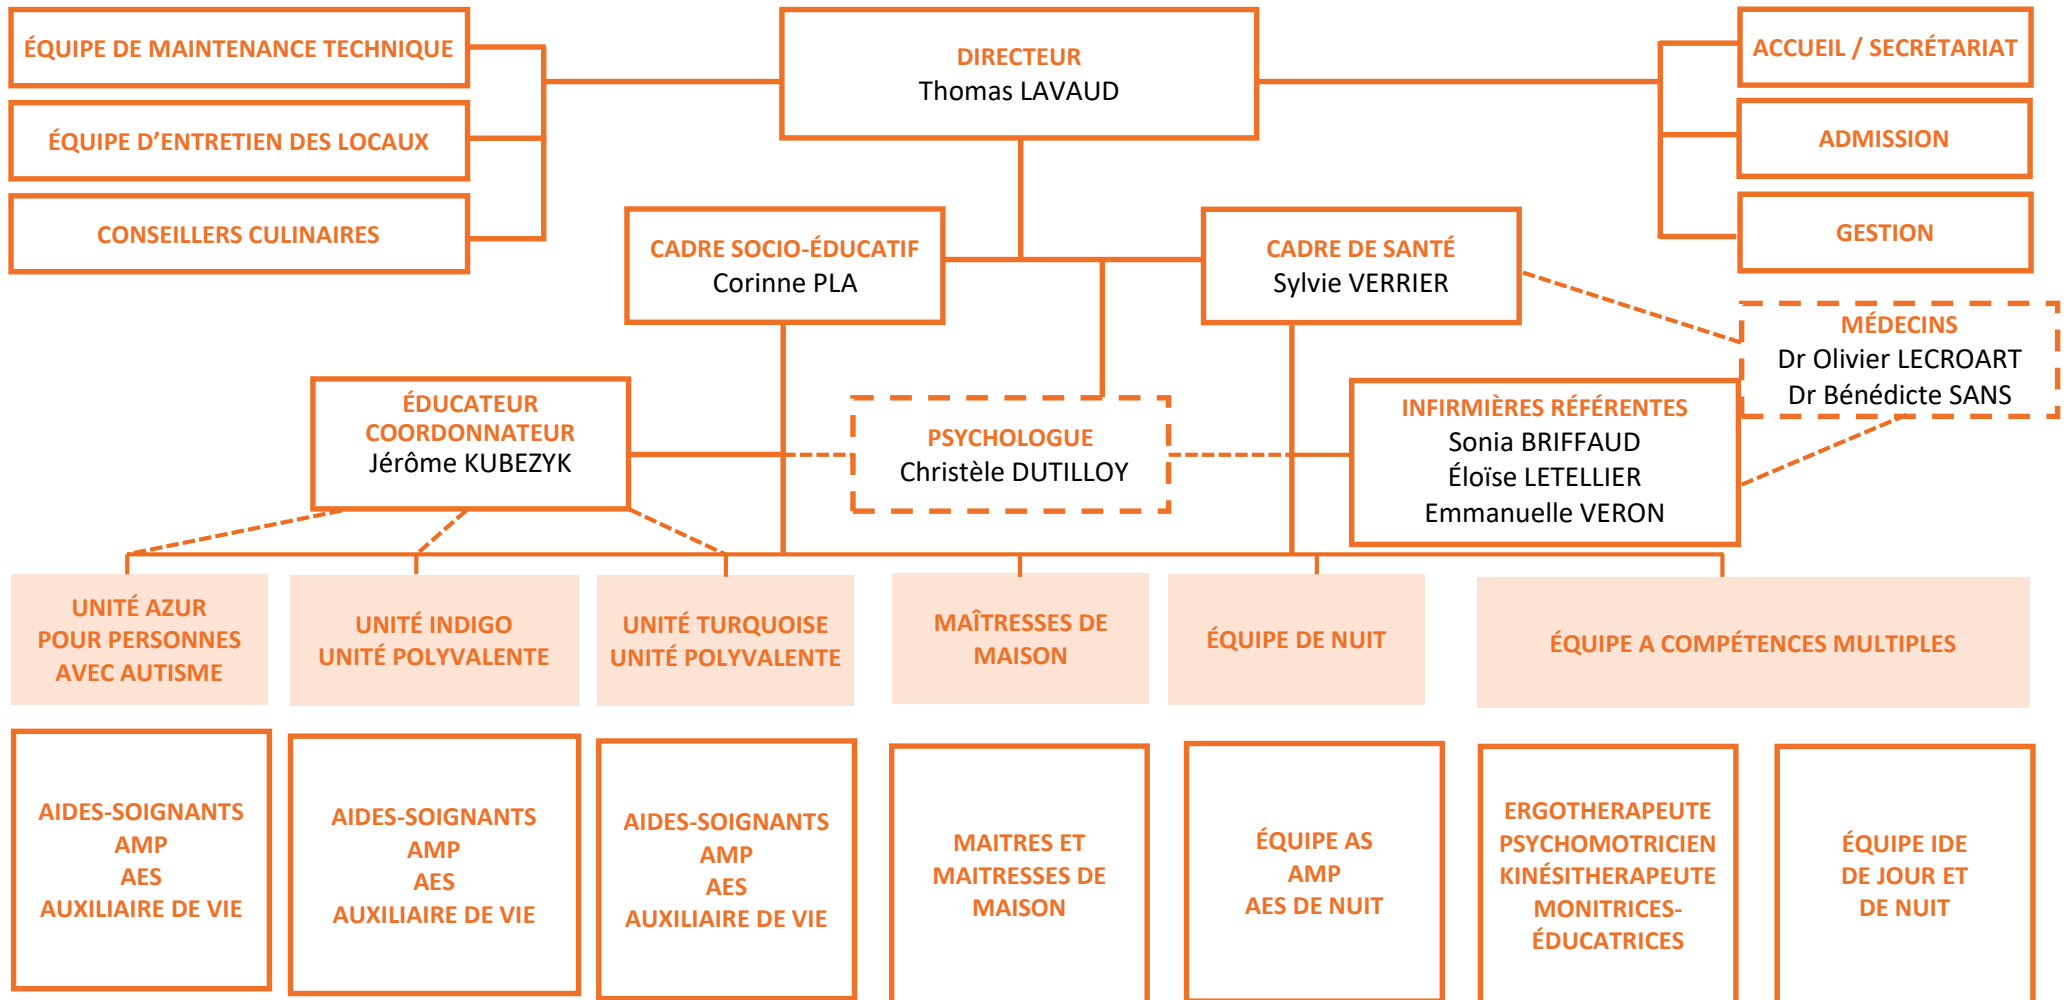 ÉQUIPE DE MAINTENANCE TECHNIQUE
ÉQUIPE D’ENTRETIEN DES LOCAUX
CONSEILLERS CULINAIRES
DIRECTEUR
Thomas LAVAUD
ACCUEIL / SECRÉTARIAT
ADMISSION
GESTION
CADRE SOCIO-ÉDUCATIF
Corinne PLA
CADRE DE SANTÉ
Sylvie VERRIER
MÉDECINS
Dr Olivier LECROART
Dr Bénédicte SANS
ÉDUCATEUR
COORDONNATEUR
Jérôme KUBEZYK
PSYCHOLOGUE
Christèle DUTILLOY
INFIRMIÈRES RÉFÉRENTES
Sonia BRIFFAUD
Éloïse LETELLIER
Emmanuelle VERON
UNITÉ AZUR
POUR PERSONNES
AVEC AUTISME
UNITÉ INDIGO
UNITÉ POLYVALENTE
UNITÉ TURQUOISE
UNITÉ POLYVALENTE
MAÎTRESSES DE
MAISON
ÉQUIPE DE NUIT
ÉQUIPE A COMPÉTENCES MULTIPLES
AIDES-SOIGNANTS
AMP
AES
AUXILIAIRE DE VIE
AIDES-SOIGNANTS
AMP
AES
AUXILIAIRE DE VIE
AIDES-SOIGNANTS
AMP
AES
AUXILIAIRE DE VIE
MAITRES ET
MAITRESSES DE
MAISON
ÉQUIPE AS
AMP
AES DE NUIT
ERGOTHERAPEUTE
PSYCHOMOTRICIEN
KINÉSITHERAPEUTE
MONITRICES-
ÉDUCATRICES
ÉQUIPE IDE
DE JOUR ET
DE NUIT